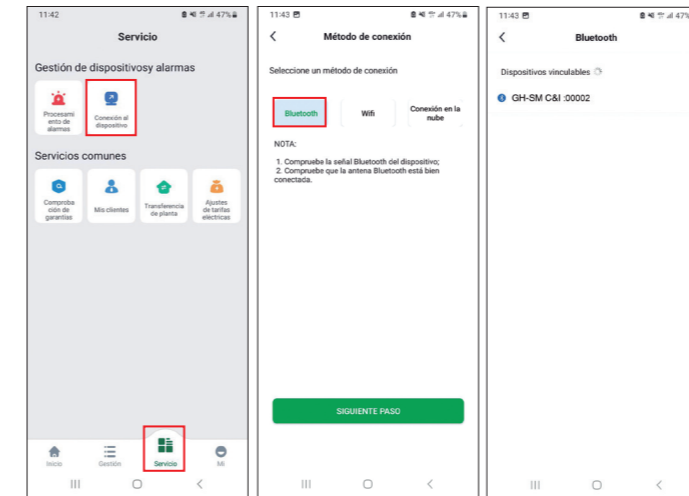 11:42
47%
Servicio
Gestión de dispositivosy alarmas
Procesami
ento de
alarmas
Conexión al
dispositivo
Servicios comunes
Comproba
ción de
garantías
Mis clientes
Transferencia
de planta
Ajustes
de tarifas
eléctricas
Inicio
Gestión
Servicio
Mi
11:43
47%
Método de conexión
Seleccione un método de conexión
Bluetooth
Wifi
Conexión en la
nube
NOTA:
1. Compruebe la señal Bluetooth del dispositivo;
2. Compruebe que la antena Bluetooth está bien
conectada.
SIGUIENTE PASO
11:43
47%
Bluetooth
Dispositivos vinculables
GH-SM C&I :00002